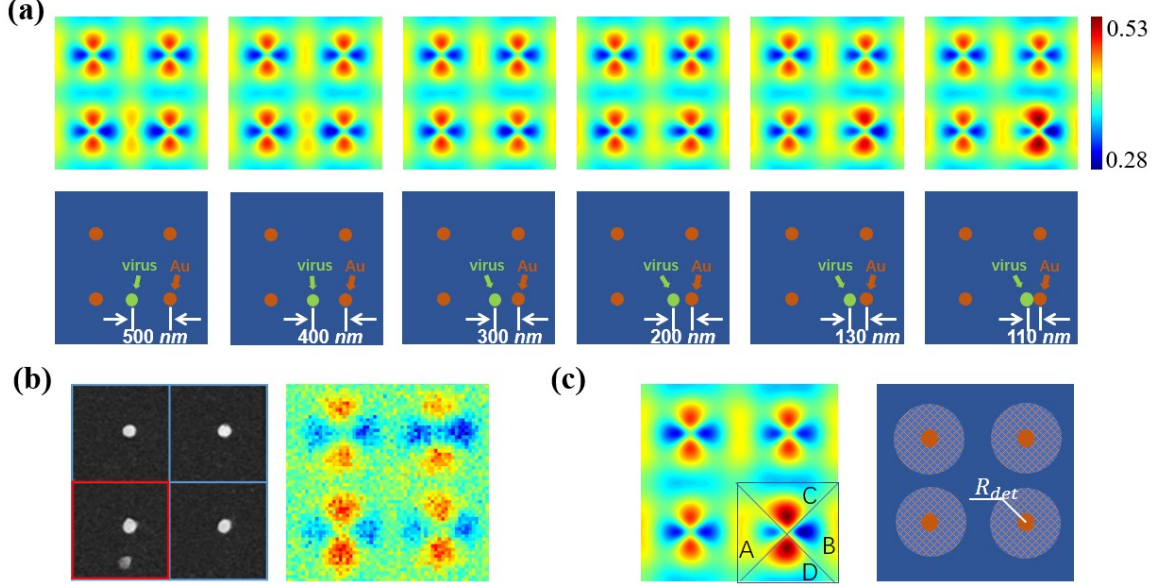 (a)
0.53
0.28
virus Au
500 nm
virus Au
400 nm
virus Au
300 nm
virus Au
200 nm
virus Au
130 nm
virus Au
110 nm
(b)
(c)
C
A B
D
R_det